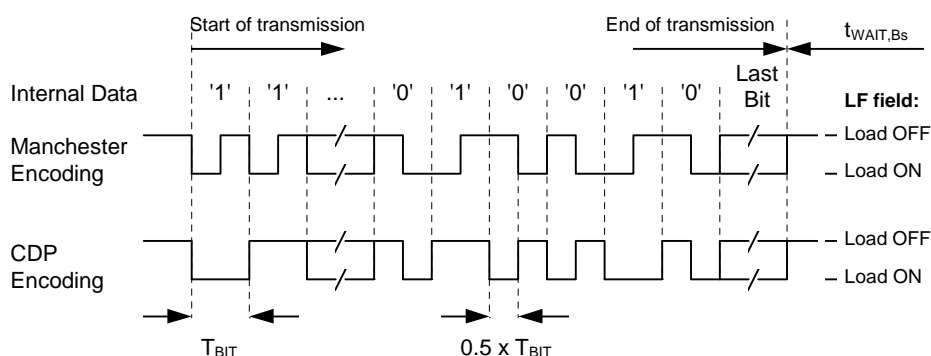 Start of transmission
End of transmission
tWAIT,Bs
Internal Data
'1' '1' ... '0' '1' '0' '0' '1' '0'
Last
Bit
LF field:
Manchester
Encoding
Load OFF
Load ON
CDP
Encoding
Load OFF
Load ON
TBIT
0.5 x TBIT